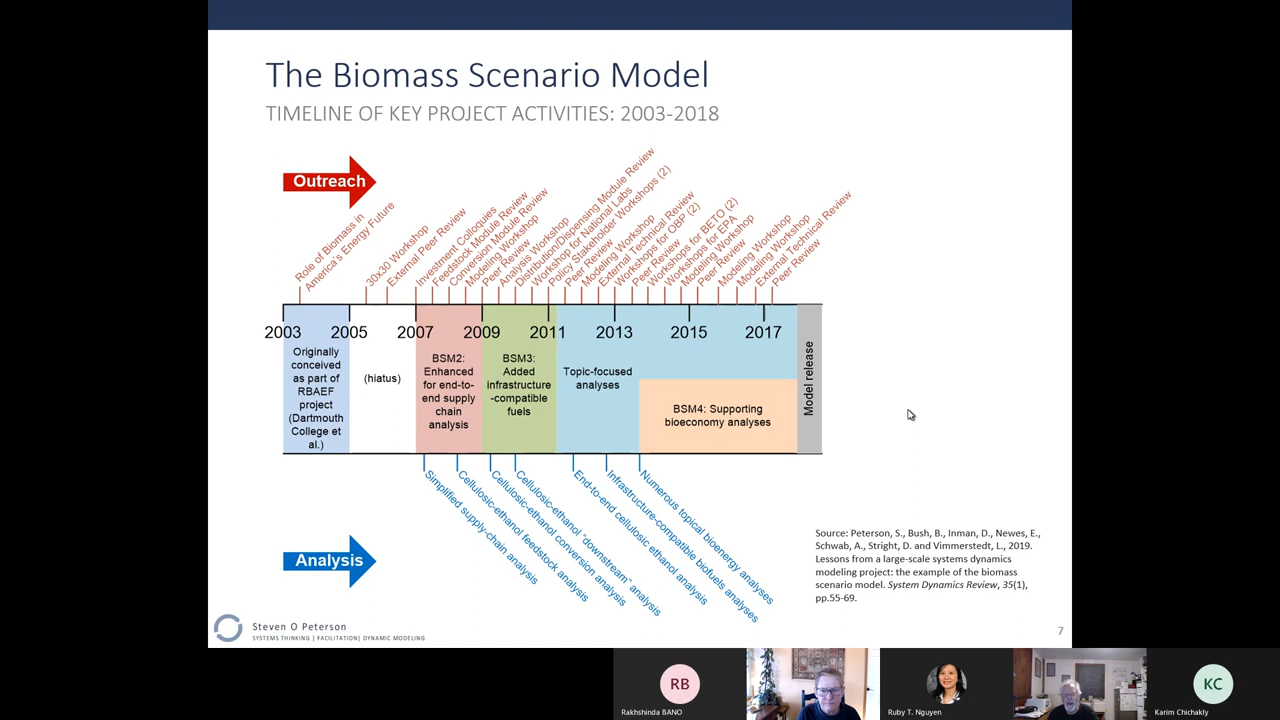 The Biomass Scenario Model
TIMELINE OF KEY PROJECT ACTIVITIES: 2003-2018
Outreach
Role of Biomass in
America's Energy Future
30x30 Workshop
External Peer Review
Investment Colloquies
Feedstock Module Review
Conversion Module Review
Modeling Workshop
Peer Review
Analysis Workshop
Distribution/Dispensing Module Review
Workshop for National Labs
Policy Stakeholder Workshops (2)
Peer Review
Modeling Workshop
External Technical Review
Workshops for OBP (2)
Peer Review
Workshops for BETO (2)
Workshops for EPA
Modeling Workshop
Peer Review
Modeling Workshop
Modeling Workshop
External Technical Review
Peer Review
2003
2005
2007
2009
2011
2013
2015
2017
Originally
conceived
as part of
RBAEF
project
(Dartmouth
College et
al.)
(hiatus)
BSM2:
Enhanced
for end-to-
end supply
chain
analysis
BSM3:
Added
infrastructure
-compatible
fuels
Topic-focused
analyses
BSM4: Supporting
bioeconomy analyses
Model release
Simplified supply-chain analysis
Cellulosic-ethanol feedstock analysis
Cellulosic-ethanol conversion analysis
Cellulosic-ethanol "downstream" analysis
End-to-end cellulosic ethanol analysis
Infrastructure-compatible biofuels analyses
Numerous topical bioenergy analyses
Analysis
Source: Peterson, S., Bush, B., Inman, D., Newes, E.,
Schwab, A., Stright, D. and Vimmerstedt, L., 2019.
Lessons from a large-scale systems dynamics
modeling project: the example of the biomass
scenario model. System Dynamics Review, 35(1),
pp.55-69.
Steven O Peterson
SYSTEMS THINKING | FACILITATION| DYNAMIC MODELING
7
RB
Rakhshinda BANO
Ruby T. Nguyen
KC
Karim Chichakly